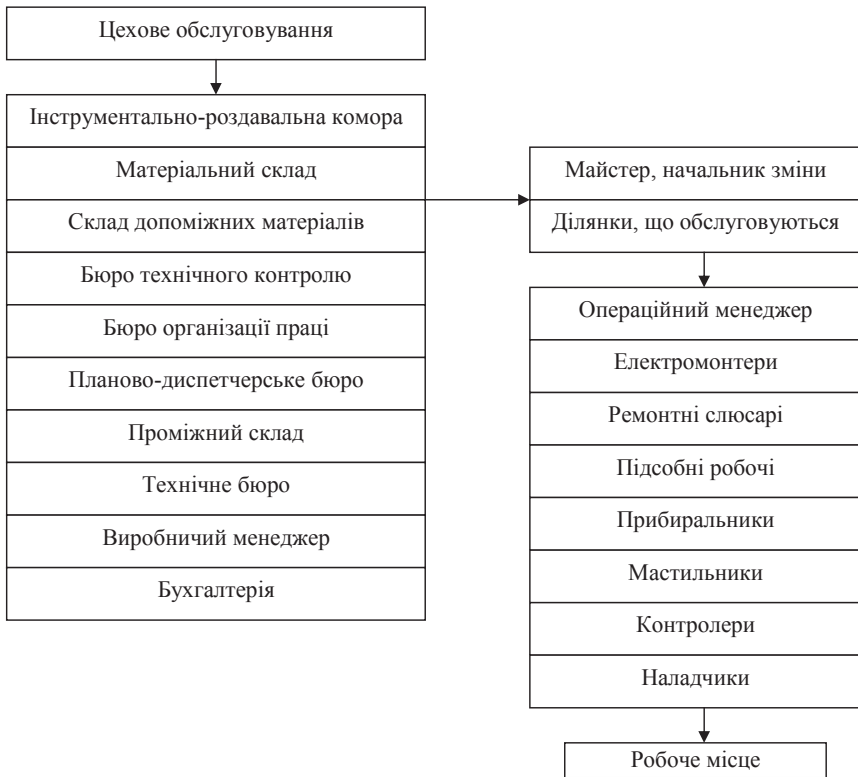 Цехове обслуговування
Інструментально-роздавальна комора
Матеріальний склад
Склад допоміжних матеріалів
Бюро технічного контролю
Бюро організації праці
Планово-диспетчерське бюро
Проміжний склад
Технічне бюро
Виробничий менеджер
Бухгалтерія
Майстер, начальник зміни
Ділянки, що обслуговуються
Операційний менеджер
Електромонтери
Ремонтні слюсарі
Підсобні робочі
Прибиральники
Мастильники
Контролери
Наладчики
Робоче місце